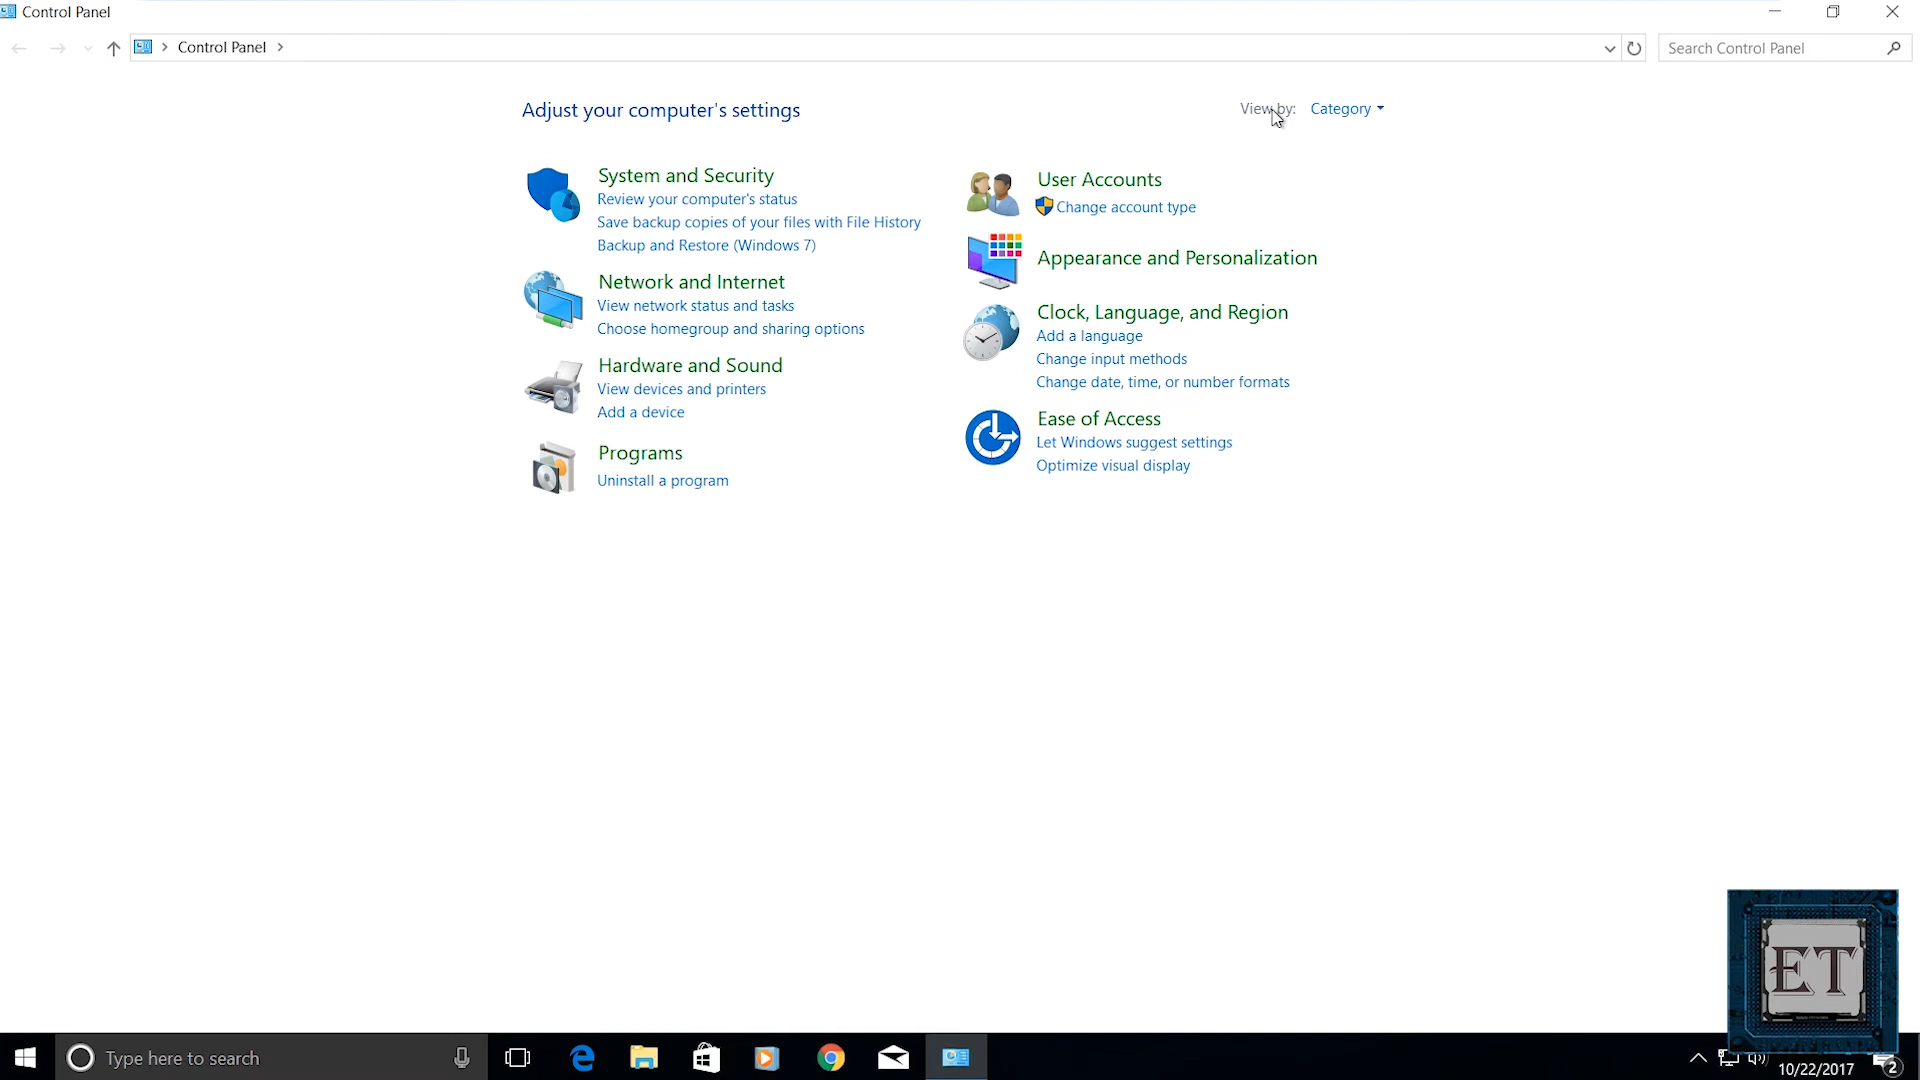 Control Panel
Control Panel
Search Control Panel
Adjust your computer's settings
View by: Category
System and Security
Review your computer's status
Save backup copies of your files with File History
Backup and Restore (Windows 7)
Network and Internet
View network status and tasks
Choose homegroup and sharing options
Hardware and Sound
View devices and printers
Add a device
Programs
Uninstall a program
User Accounts
Change account type
Appearance and Personalization
Clock, Language, and Region
Add a language
Change input methods
Change date, time, or number formats
Ease of Access
Let Windows suggest settings
Optimize visual display
ET
Type here to search
10/22/2017
2